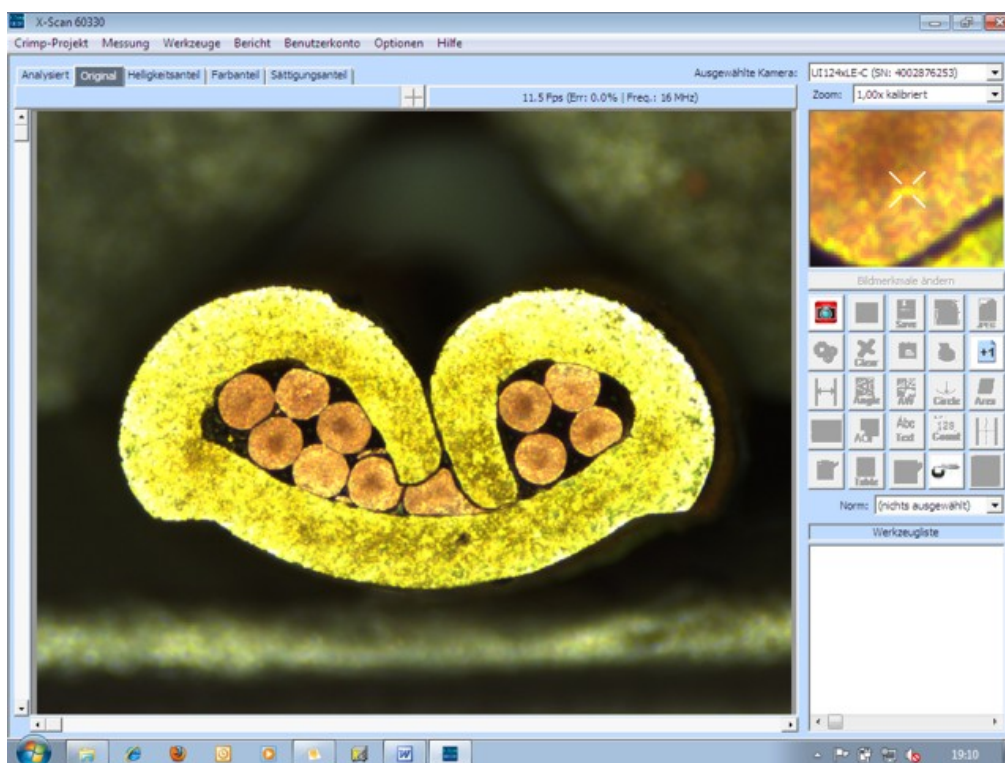 X-Scan 60330
Crimp-Projekt Messung Werkzeuge Bericht Benutzerkonto Optionen Hilfe
Analysiert Original Helligkeitsanteil Farbanteil Sättigungsanteil
Ausgewählte Kamera: UI124xLE-C (SN: 4002876253)
11.5 Fps (Err: 0.0% | Freq.: 16 MHz)
Zoom: 1,00x kalibriert
Bildmerkmale ändern
Save JPEG
Clear +1
Angle AW Circle Area
ACI Abc Text 123 Count
Table
Norm: (nichts ausgewählt)
Werkzeugliste
19:10